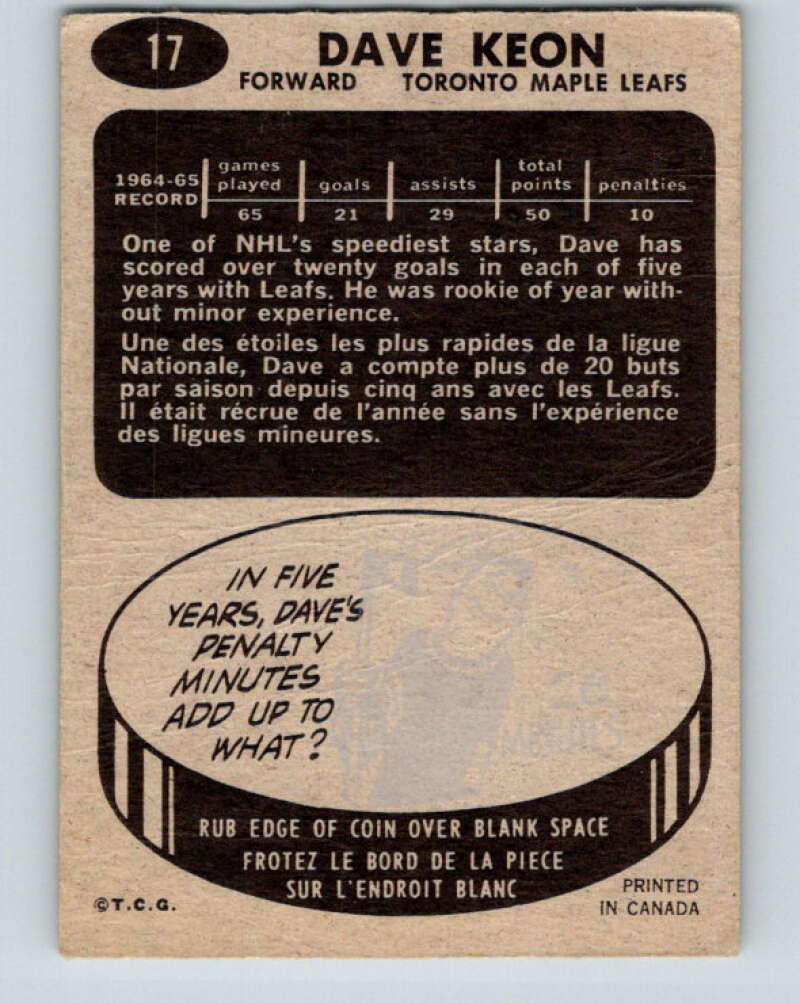 17
DAVE KEON
FORWARD TORONTO MAPLE LEAFS
1964-65 RECORD games played goals assists total points penalties
65 21 29 50 10
One of NHL's speediest stars, Dave has
scored over twenty goals in each of five
years with Leafs. He was rookie of year with-
out minor experience.
Une des étoiles les plus rapides de la ligue
Nationale, Dave a compte plus de 20 buts
par saison depuis cinq ans avec les Leafs.
Il était récrue de l'année sans l'expérience
des ligues mineures.
IN FIVE
YEARS, DAVE'S
PENALTY
MINUTES
ADD UP TO
WHAT?
26
MINUTES
RUB EDGE OF COIN OVER BLANK SPACE
FROTEZ LE BORD DE LA PIECE
SUR L'ENDROIT BLANC
©T.C.G.
PRINTED
IN CANADA